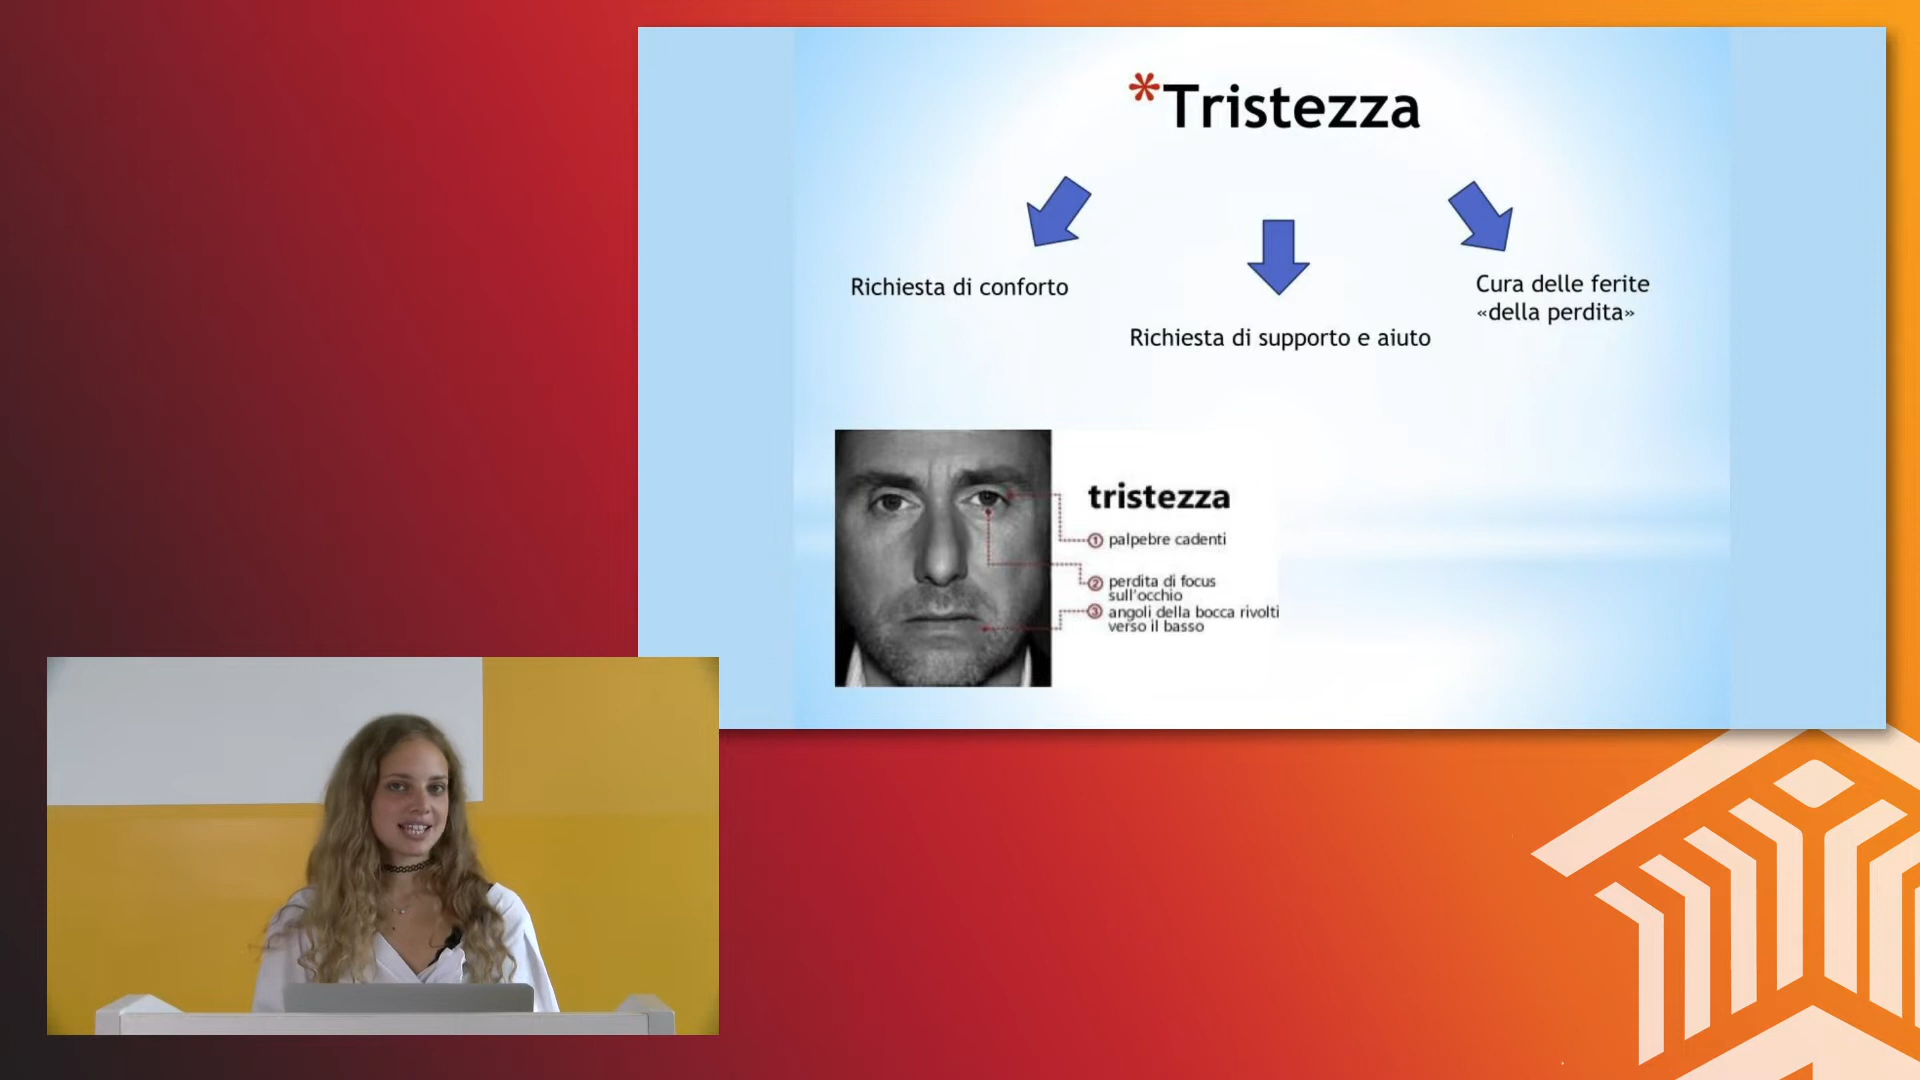 *Tristezza
Richiesta di conforto
Richiesta di supporto e aiuto
Cura delle ferite
«della perdita»
tristezza
1 palpebre cadenti
2 perdita di focus
sull'occhio
3 angoli della bocca rivolti
verso il basso